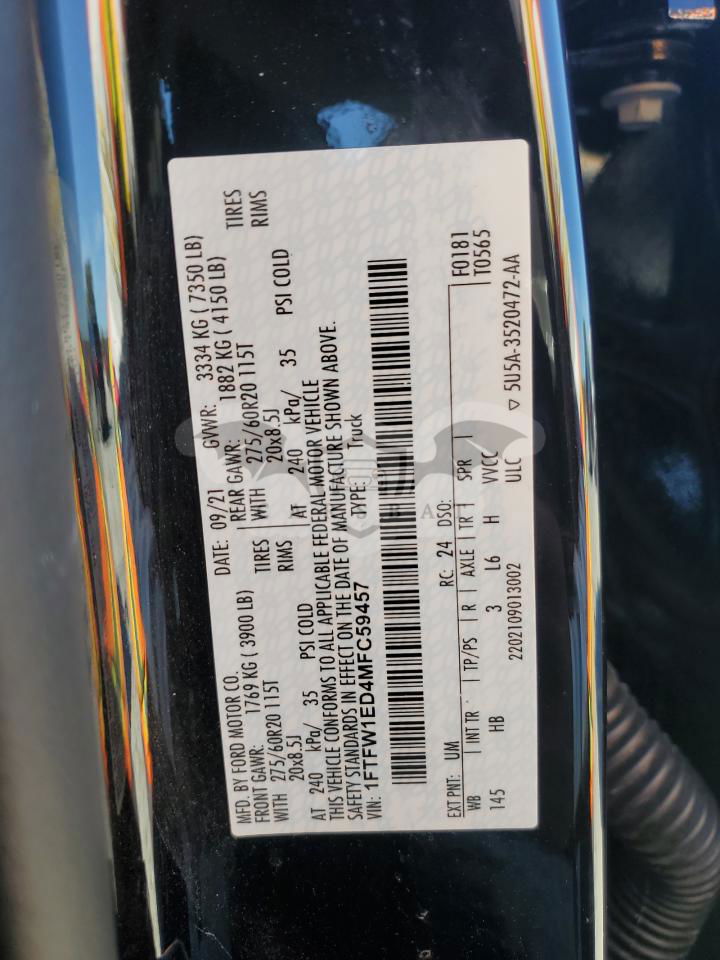 MFD. BY FORD MOTOR CO. DATE: 09/21 GVWR: 3334 KG ( 7350 LB)
FRONT GAWR: 1769 KG ( 3900 LB) REAR GAWR: 1882 KG ( 4150 LB)
WITH 275/60R20 115T TIRES WITH 275/60R20 115T TIRES
20x8.5J RIMS 20x8.5J RIMS
AT 240 kPa/ 35 PSI COLD AT 240 kPa/ 35 PSI COLD
THIS VEHICLE CONFORMS TO ALL APPLICABLE FEDERAL MOTOR VEHICLE
SAFETY STANDARDS IN EFFECT ON THE DATE OF MANUFACTURE SHOWN ABOVE.
VIN: 1FTFW1ED4MFC59457 TYPE: Truck
EXT PNT: UM RC: 24 DSO: F0181
WB | INT TR | TP/PS | R | AXLE | TR | SPR | T0565
145 HB 3 L6 H VVCC
2202109013002 ULC ▽ 5U5A-3520472-AA